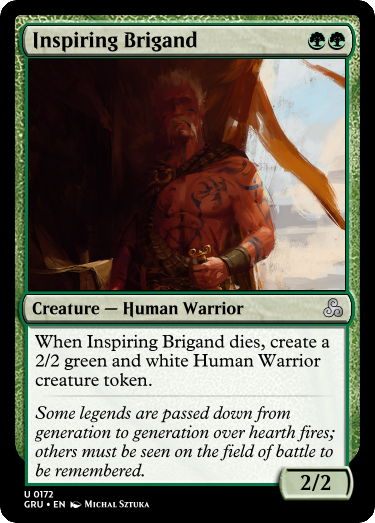 Inspiring Brigand
Creature — Human Warrior
When Inspiring Brigand dies, create a
2/2 green and white Human Warrior
creature token.
Some legends are passed down from
generation to generation over hearth fires;
others must be seen on the field of battle to
be remembered.
2/2
U 0172
GRU • EN Michal Sztuka